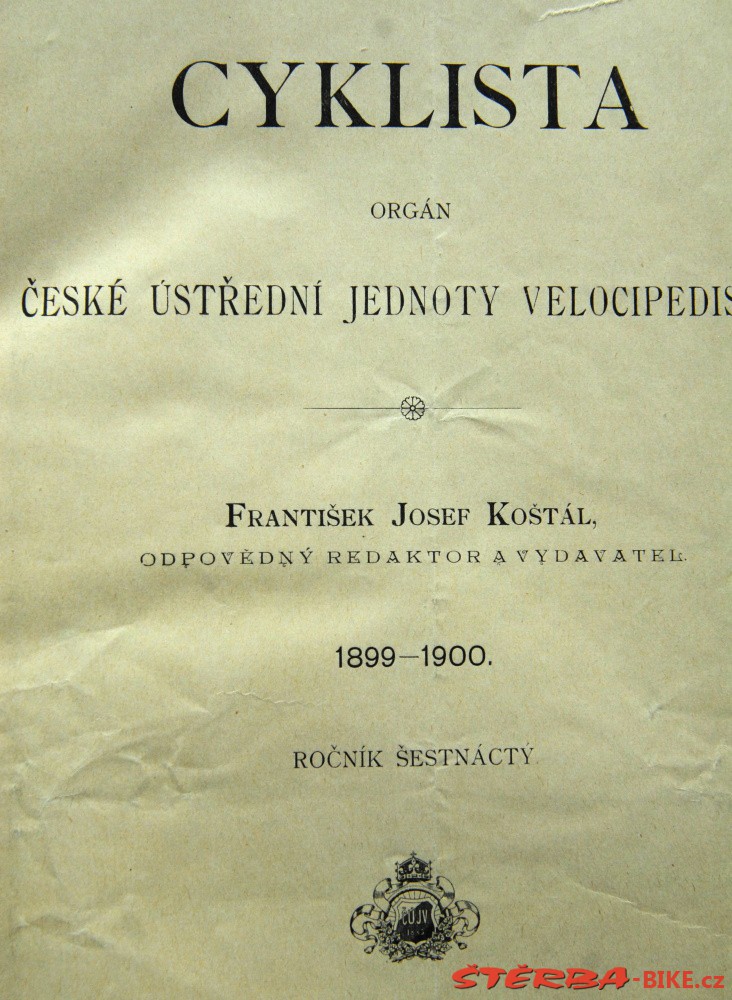 CYKLISTA
ORGÁN
ČESKÉ ÚSTŘEDNÍ JEDNOTY VELOCIPEDIS
FRANTIŠEK JOSEF KOŠTÁL,
ODPOVĚDNÝ REDAKTOR A VYDAVATEL.
1899—1900.
ROČNÍK ŠESTNÁCTÝ
ČÚJV
ŠTĚRBA-BIKE.cz